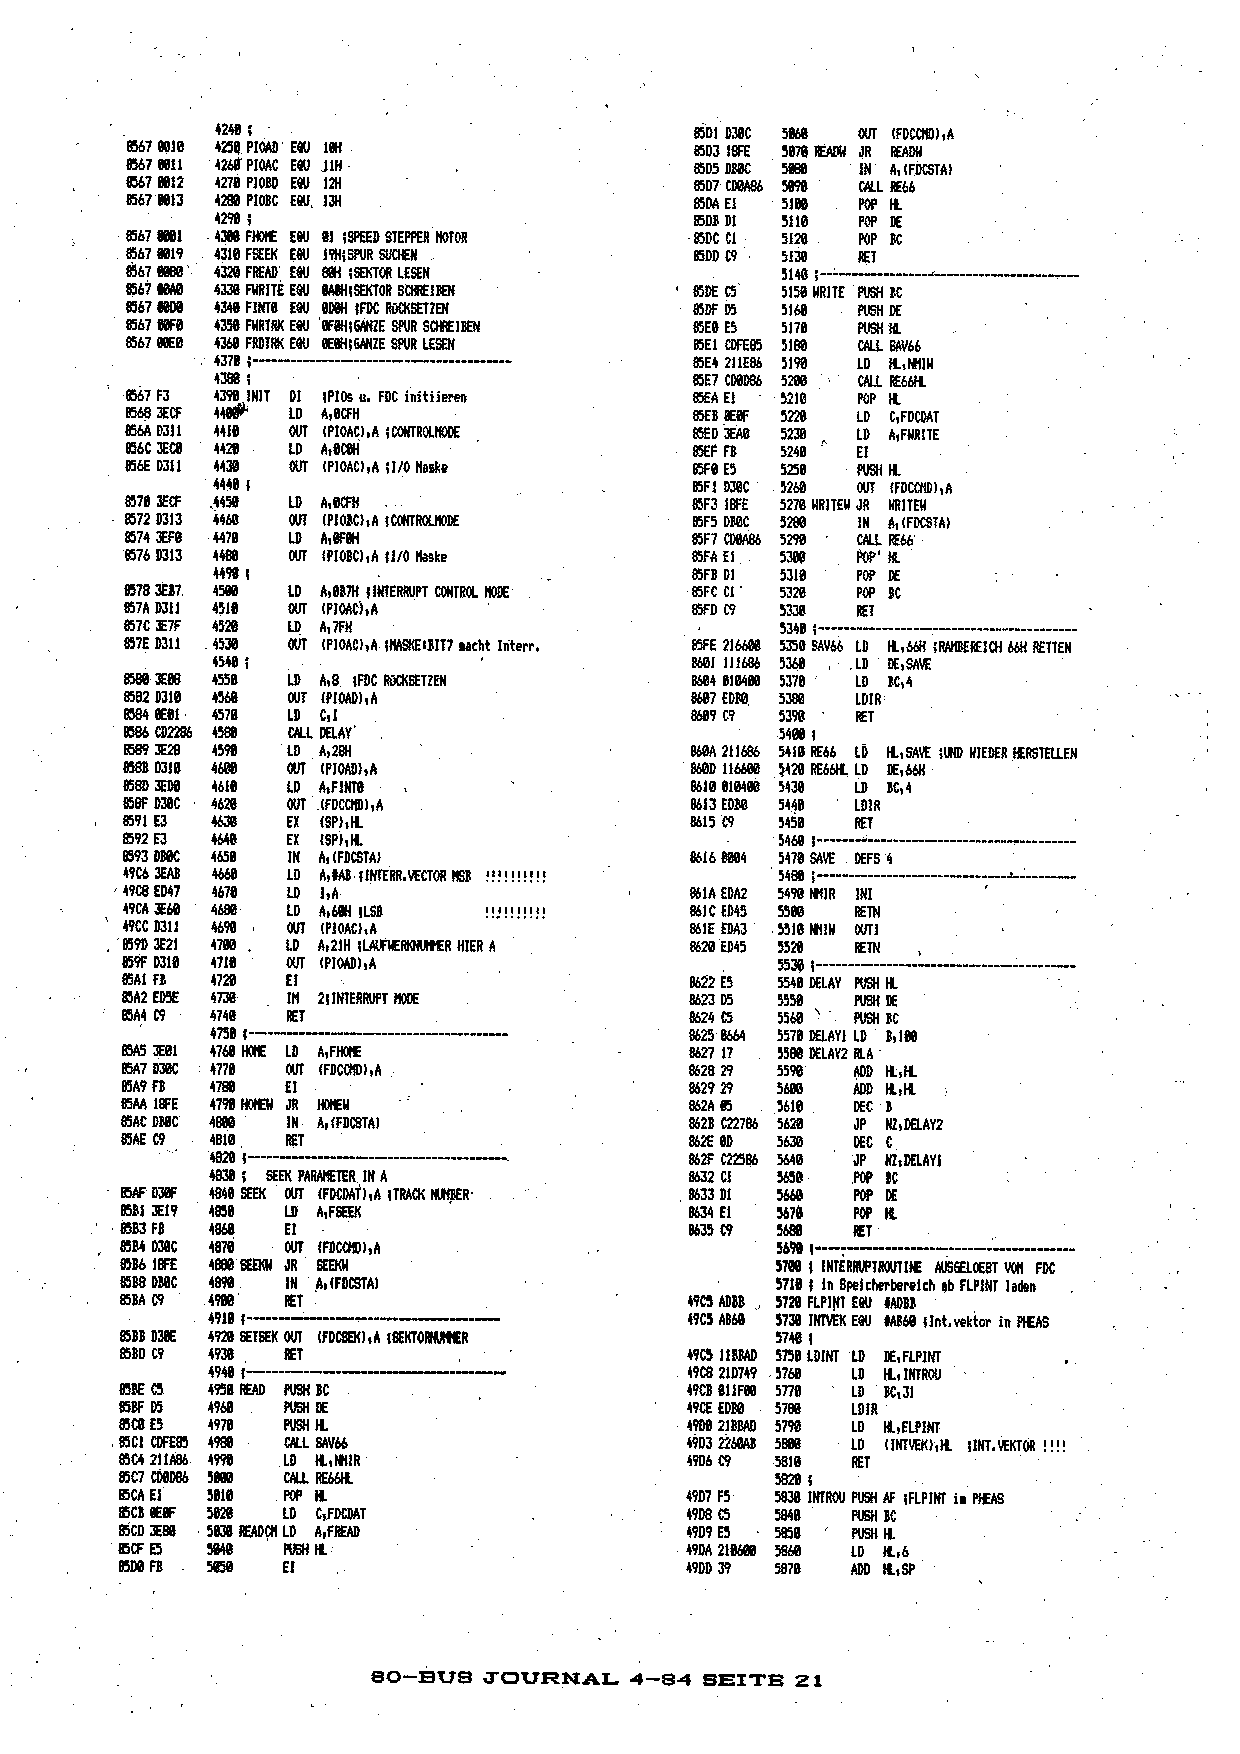 4240 ;
8567 0010 4250 PIOAD EQU 10H
8567 0011 4260 PIOAC EQU 11H
8567 0012 4270 PIOBD EQU 12H
8567 0013 4280 PIOBC EQU 13H
4290 ;
8567 0001 4300 FHOME EQU 01 ;SPEED STEPPER MOTOR
8567 0019 4310 FSEEK EQU 19H;SPUR SUCHEN
8567 0080 4320 FREAD EQU 80H ;SEKTOR LESEN
8567 00A0 4330 FWRITE EQU 0A0H;SEKTOR SCHREIBEN
8567 00D0 4340 FINT0 EQU 0D0H ;FDC RÜCKSETZEN
8567 00F0 4350 FWRTRK EQU 0F0H;GANZE SPUR SCHREIBEN
8567 00E0 4360 FRDTRK EQU 0E0H;GANZE SPUR LESEN
4370 ;----------------------------------------
4380 ;
8567 F3 4390 INIT DI ;PIOs u. FDC initiieren
8568 3ECF 4400 LD A,0CFH
856A D311 4410 OUT (PIOAC),A ;CONTROLMODE
856C 3EC0 4420 LD A,0C0H
856E D311 4430 OUT (PIOAC),A ;I/O Maske
4440 ;
8570 3ECF 4450 LD A,0CFH
8572 D313 4460 OUT (PIOBC),A ;CONTROLMODE
8574 3EF0 4470 LD A,0F0H
8576 D313 4480 OUT (PIOBC),A ;I/O Maske
4490 ;
8578 3EB7 4500 LD A,0B7H ;INTERRUPT CONTROL MODE
857A D311 4510 OUT (PIOAC),A
857C 3E7F 4520 LD A,7FH
857E D311 4530 OUT (PIOAC),A ;MASKE:BIT7 macht Interr.
4540 ;
8580 3E08 4550 LD A,8 ;FDC RÜCKSETZEN
8582 D310 4560 OUT (PIOAD),A
8584 0E01 4570 LD C,1
8586 CD2286 4580 CALL DELAY
8589 3E28 4590 LD A,28H
858B D310 4600 OUT (PIOAD),A
858D 3ED0 4610 LD A,FINT0
858F D30C 4620 OUT (FDCCMD),A
8591 E3 4630 EX (SP),HL
8592 E3 4640 EX (SP),HL
8593 DB0C 4650 IN A,(FDCSTA)
49C6 3EAB 4660 LD A,#AB ;INTERR.VECTOR MSB !!!!!!!!!!
49C8 ED47 4670 LD I,A
49CA 3E60 4680 LD A,60H ;LSB !!!!!!!!!!
49CC D311 4690 OUT (PIOAC),A
859D 3E21 4700 LD A,21H ;LAUFWERKNUMMER HIER A
859F D310 4710 OUT (PIOAD),A
85A1 FB 4720 EI
85A2 ED5E 4730 IM 2;INTERRUPT MODE
85A4 C9 4740 RET
4750 ;----------------------------------------
85A5 3E01 4760 HOME LD A,FHOME
85A7 D30C 4770 OUT (FDCCMD),A
85A9 FB 4780 EI
85AA 18FE 4790 HOMEW JR HOMEW
85AC DB0C 4800 IN A,(FDCSTA)
85AE C9 4810 RET
4820 ;----------------------------------------
4830 ; SEEK PARAMETER IN A
85AF D30F 4840 SEEK OUT (FDCDAT),A ;TRACK NUMBER
85B1 3E19 4850 LD A,FSEEK
85B3 FB 4860 EI
85B4 D30C 4870 OUT (FDCCMD),A
85B6 18FE 4880 SEEKW JR SEEKW
85B8 DB0C 4890 IN A,(FDCSTA)
85BA C9 4900 RET
4910 ;----------------------------------------
85BB D30E 4920 SETSEK OUT (FDCSEK),A ;SEKTORNUMMER
85BD C9 4930 RET
4940 ;----------------------------------------
85BE C5 4950 READ PUSH BC
85BF D5 4960 PUSH DE
85C0 E5 4970 PUSH HL
85C1 CDFE85 4980 CALL SAV66
85C4 211A86 4990 LD HL,NMIR
85C7 CD0D86 5000 CALL RE66HL
85CA E1 5010 POP HL
85CB 0E0F 5020 LD C,FDCDAT
85CD 3E80 5030 READCM LD A,FREAD
85CF E5 5040 PUSH HL
85D0 FB 5050 EI
85D1 D30C 5060 OUT (FDCCMD),A
85D3 18FE 5070 READW JR READW
85D5 DB0C 5080 IN A,(FDCSTA)
85D7 CD0A86 5090 CALL RE66
85DA E1 5100 POP HL
85DB D1 5110 POP DE
85DC C1 5120 POP BC
85DD C9 5130 RET
5140 ;----------------------------------------
85DE C5 5150 WRITE PUSH BC
85DF D5 5160 PUSH DE
85E0 E5 5170 PUSH HL
85E1 CDFE85 5180 CALL SAV66
85E4 211E86 5190 LD HL,NMIW
85E7 CD0D86 5200 CALL RE66HL
85EA E1 5210 POP HL
85EB 0E0F 5220 LD C,FDCDAT
85ED 3EA0 5230 LD A,FWRITE
85EF FB 5240 EI
85F0 E5 5250 PUSH HL
85F1 D30C 5260 OUT (FDCCMD),A
85F3 18FE 5270 WRITEW JR WRITEW
85F5 DB0C 5280 IN A,(FDCSTA)
85F7 CD0A86 5290 CALL RE66
85FA E1 5300 POP HL
85FB D1 5310 POP DE
85FC C1 5320 POP BC
85FD C9 5330 RET
5340 ;----------------------------------------
85FE 216600 5350 SAV66 LD HL,66H ;RAMBEREICH 66H RETTEN
8601 111686 5360 LD DE,SAVE
8604 010400 5370 LD BC,4
8607 EDB0 5380 LDIR
8609 C9 5390 RET
5400 ;
860A 211686 5410 RE66 LD HL,SAVE ;UND WIEDER HERSTELLEN
860D 116600 5420 RE66HL LD DE,66H
8610 010400 5430 LD BC,4
8613 EDB0 5440 LDIR
8615 C9 5450 RET
5460 ;----------------------------------------
8616 0004 5470 SAVE DEFS 4
5480 ;----------------------------------------
861A EDA2 5490 NMIR INI
861C ED45 5500 RETN
861E EDA3 5510 NMIW OUTI
8620 ED45 5520 RETN
5530 ;----------------------------------------
8622 E5 5540 DELAY PUSH HL
8623 D5 5550 PUSH DE
8624 C5 5560 PUSH BC
8625 0664 5570 DELAY1 LD B,100
8627 17 5580 DELAY2 RLA
8628 29 5590 ADD HL,HL
8629 29 5600 ADD HL,HL
862A 05 5610 DEC B
862B C22786 5620 JP NZ,DELAY2
862E 0D 5630 DEC C
862F C22586 5640 JP NZ,DELAY1
8632 C1 5650 POP BC
8633 D1 5660 POP DE
8634 E1 5670 POP HL
8635 C9 5680 RET
5690 ;----------------------------------------
5700 ; INTERRUPTROUTINE AUSGELOEST VOM FDC
5710 ; in Speicherbereich ab FLPINT laden
49C5 ADBB 5720 FLPINT EQU #ADBB
49C5 AB60 5730 INTVEK EQU #AB60 ;Int.vektor in PHEAS
5740 ;
49C5 11BBAD 5750 LDINT LD DE,FLPINT
49C8 21D749 5760 LD HL,INTROU
49CB 011F00 5770 LD BC,31
49CE EDB0 5780 LDIR
49D0 21BBAD 5790 LD HL,FLPINT
49D3 2260AB 5800 LD (INTVEK),HL ;INT.VEKTOR !!!!
49D6 C9 5810 RET
5820 ;
49D7 F5 5830 INTROU PUSH AF ;FLPINT im PHEAS
49D8 C5 5840 PUSH BC
49D9 E5 5850 PUSH HL
49DA 210600 5860 LD HL,6
49DD 39 5870 ADD HL,SP
80-BUS JOURNAL 4-84 SEITE 21